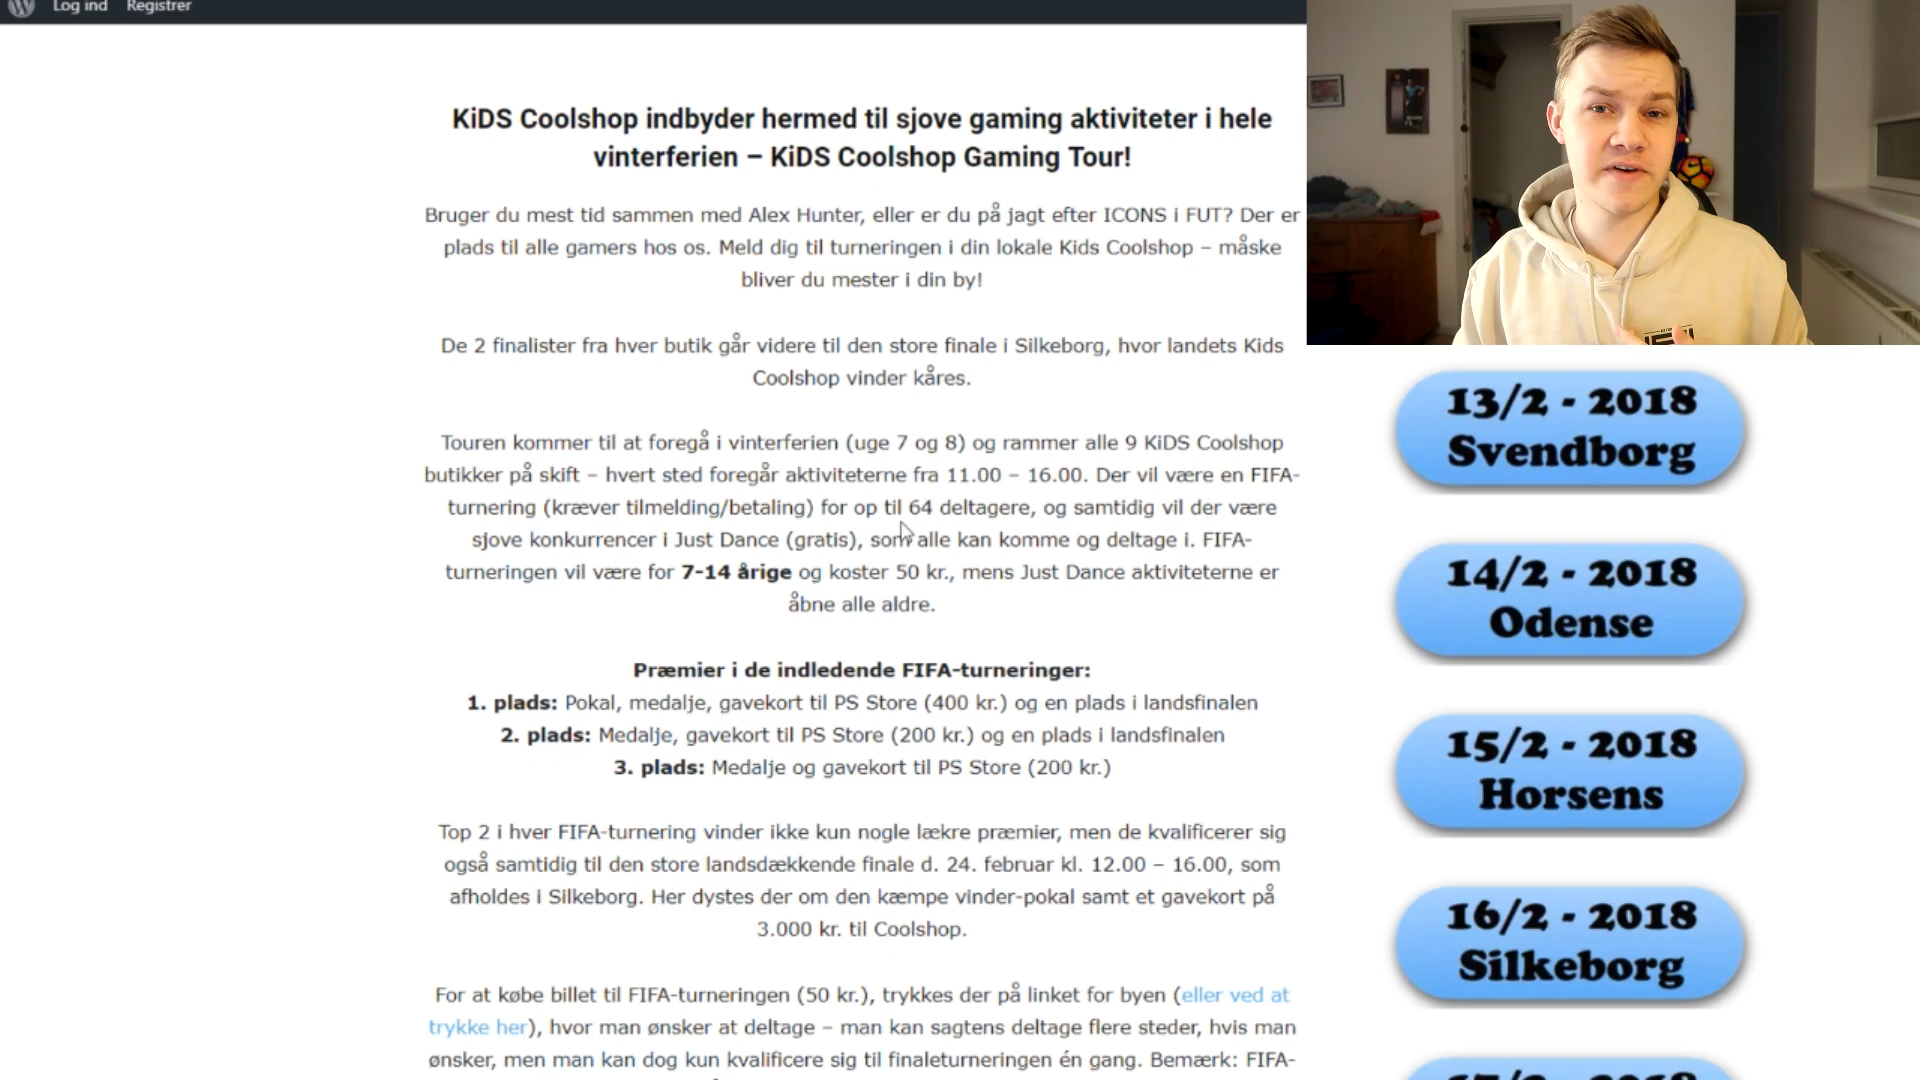 Log ind Registrer
KiDS Coolshop indbyder hermed til sjove gaming aktiviteter i hele
vinterferien – KiDS Coolshop Gaming Tour!
Bruger du mest tid sammen med Alex Hunter, eller er du på jagt efter ICONS i FUT? Der er
plads til alle gamers hos os. Meld dig til turneringen i din lokale Kids Coolshop – måske
bliver du mester i din by!
De 2 finalister fra hver butik går videre til den store finale i Silkeborg, hvor landets Kids
Coolshop vinder kåres.
Touren kommer til at foregå i vinterferien (uge 7 og 8) og rammer alle 9 KiDS Coolshop
butikker på skift – hvert sted foregår aktiviteterne fra 11.00 – 16.00. Der vil være en FIFA-
turnering (kræver tilmelding/betaling) for op til 64 deltagere, og samtidig vil der være
sjove konkurrencer i Just Dance (gratis), som alle kan komme og deltage i. FIFA-
turneringen vil være for 7-14 årige og koster 50 kr., mens Just Dance aktiviteterne er
åbne alle aldre.
Præmier i de indledende FIFA-turneringer:
1. plads: Pokal, medalje, gavekort til PS Store (400 kr.) og en plads i landsfinalen
2. plads: Medalje, gavekort til PS Store (200 kr.) og en plads i landsfinalen
3. plads: Medalje og gavekort til PS Store (200 kr.)
Top 2 i hver FIFA-turnering vinder ikke kun nogle lækre præmier, men de kvalificerer sig
også samtidig til den store landsdækkende finale d. 24. februar kl. 12.00 – 16.00, som
afholdes i Silkeborg. Her dystes der om den kæmpe vinder-pokal samt et gavekort på
3.000 kr. til Coolshop.
For at købe billet til FIFA-turneringen (50 kr.), trykkes der på linket for byen (eller ved at
trykke her), hvor man ønsker at deltage – man kan sagtens deltage flere steder, hvis man
ønsker, men man kan dog kun kvalificere sig til finaleturneringen én gang. Bemærk: FIFA-
13/2 - 2018
Svendborg
14/2 - 2018
Odense
15/2 - 2018
Horsens
16/2 - 2018
Silkeborg